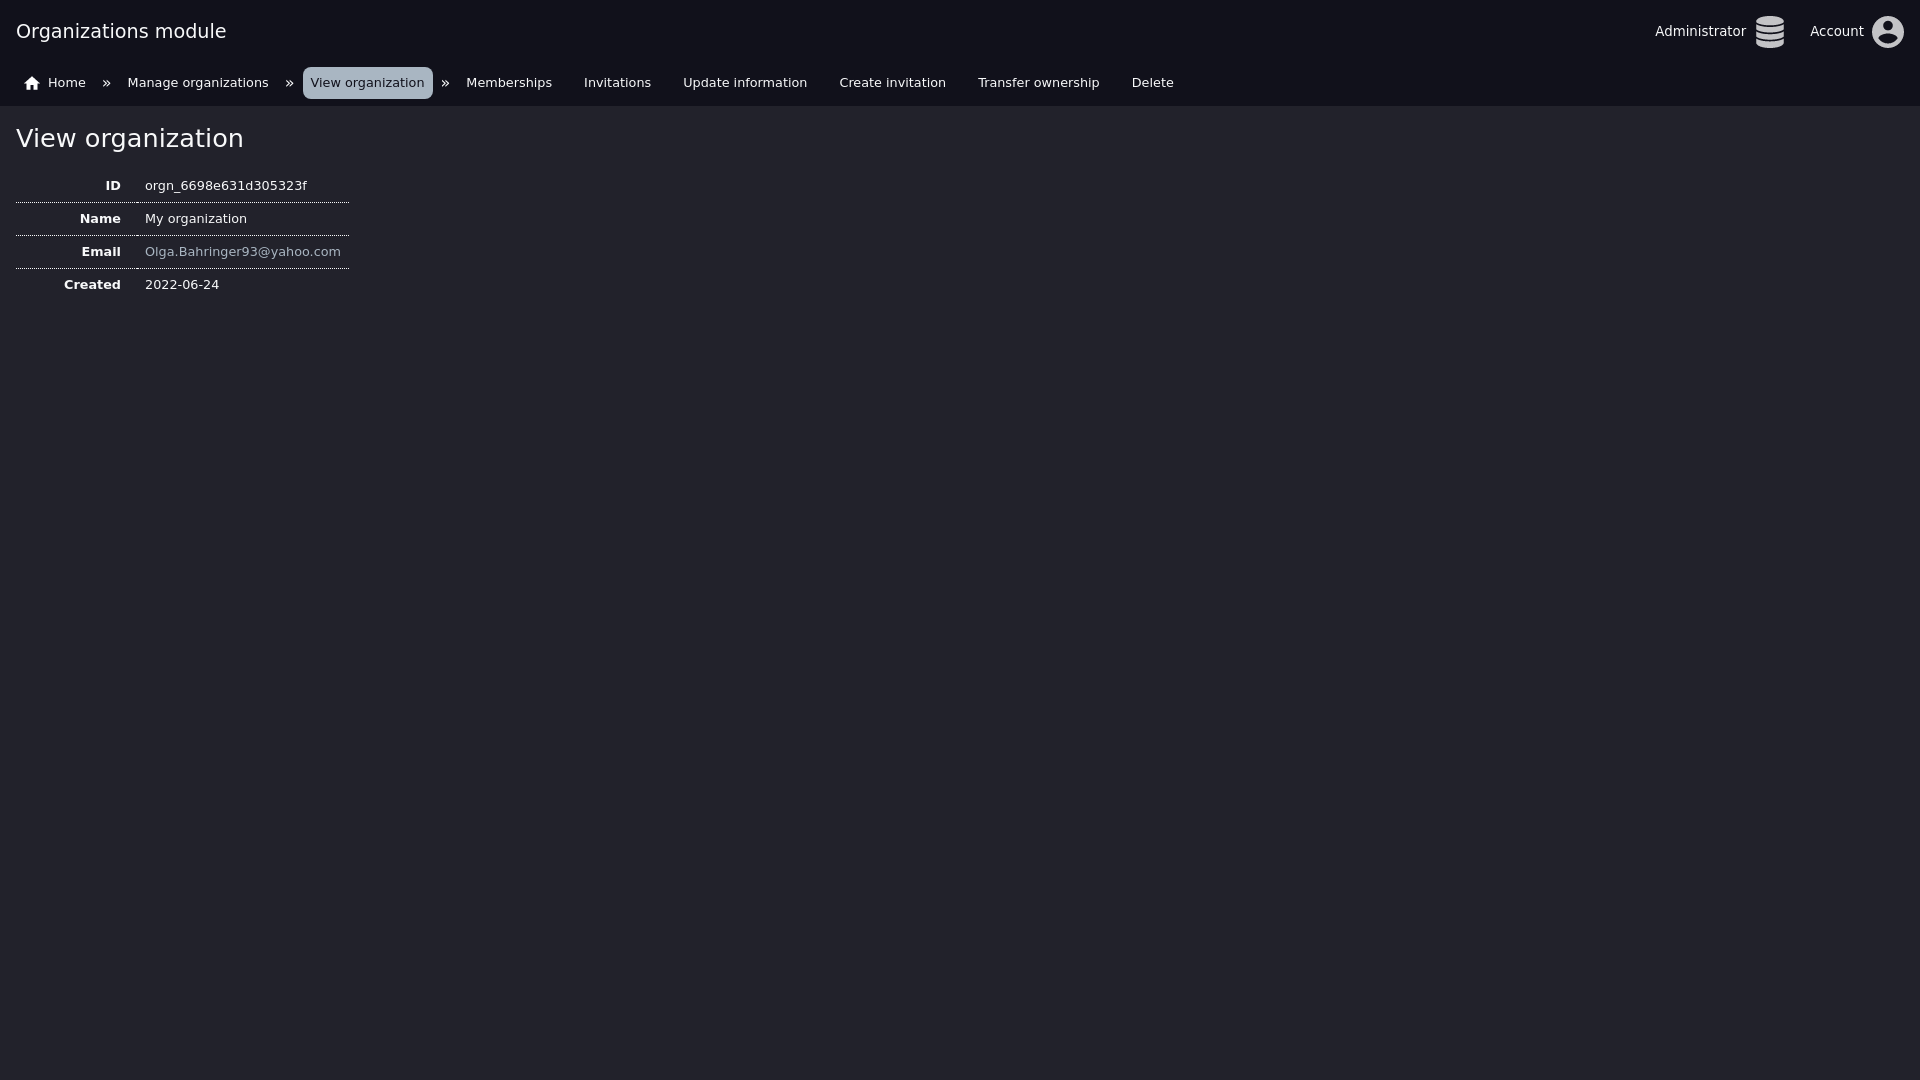 Organizations module
Administrator
Account
Home » Manage organizations » View organization » Memberships Invitations Update information Create invitation Transfer ownership Delete
View organization
ID orgn_6698e631d305323f
Name My organization
Email Olga.Bahringer93@yahoo.com
Created 2022-06-24